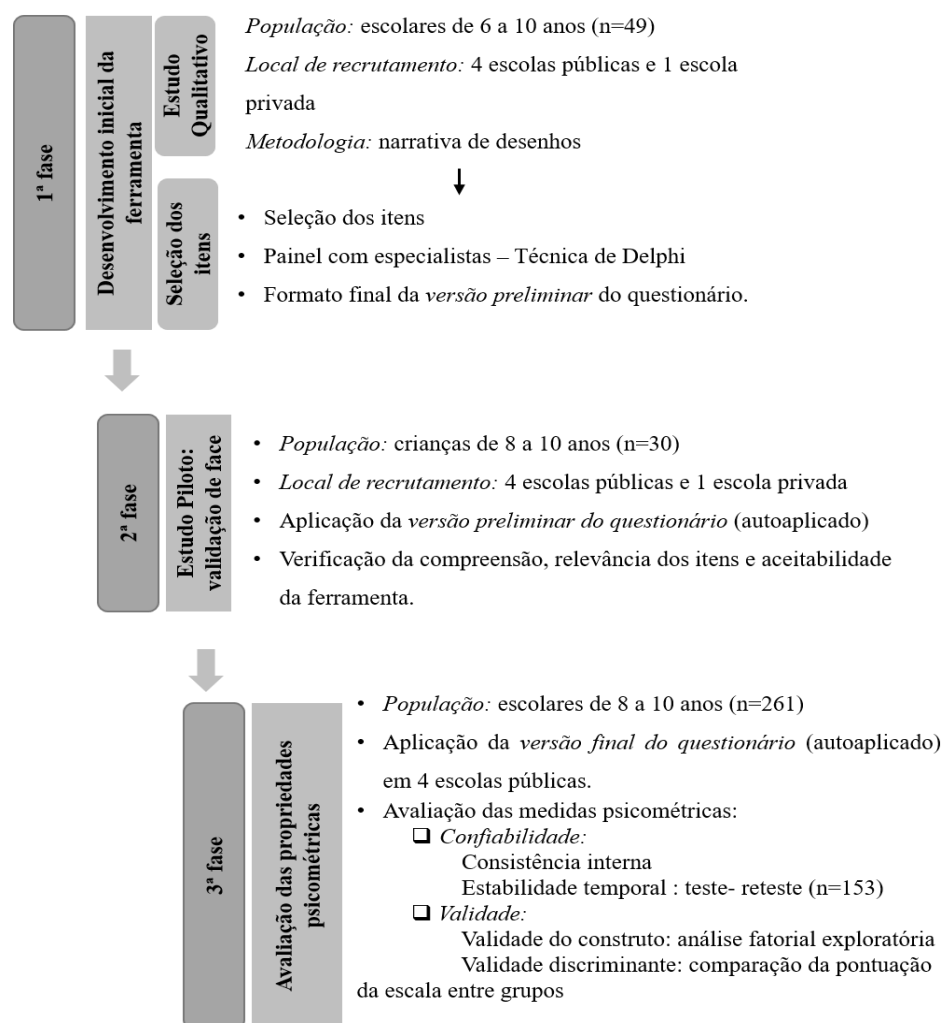 1ª fase
Desenvolvimento inicial da
ferramenta
Estudo
Qualitativo
População: escolares de 6 a 10 anos (n=49)
Local de recrutamento: 4 escolas públicas e 1 escola
privada
Metodologia: narrativa de desenhos
Seleção dos
itens
• Seleção dos itens
• Painel com especialistas – Técnica de Delphi
• Formato final da versão preliminar do questionário.
2ª fase
Estudo Piloto:
validação de face
• População: crianças de 8 a 10 anos (n=30)
• Local de recrutamento: 4 escolas públicas e 1 escola privada
• Aplicação da versão preliminar do questionário (autoaplicado)
• Verificação da compreensão, relevância dos itens e aceitabilidade
da ferramenta.
3ª fase
Avaliação das propriedades
psicométricas
• População: escolares de 8 a 10 anos (n=261)
• Aplicação da versão final do questionário (autoaplicado)
em 4 escolas públicas.
• Avaliação das medidas psicométricas:
❑ Confiabilidade:
Consistência interna
Estabilidade temporal : teste- reteste (n=153)
❑ Validade:
Validade do construto: análise fatorial exploratória
Validade discriminante: comparação da pontuação
da escala entre grupos